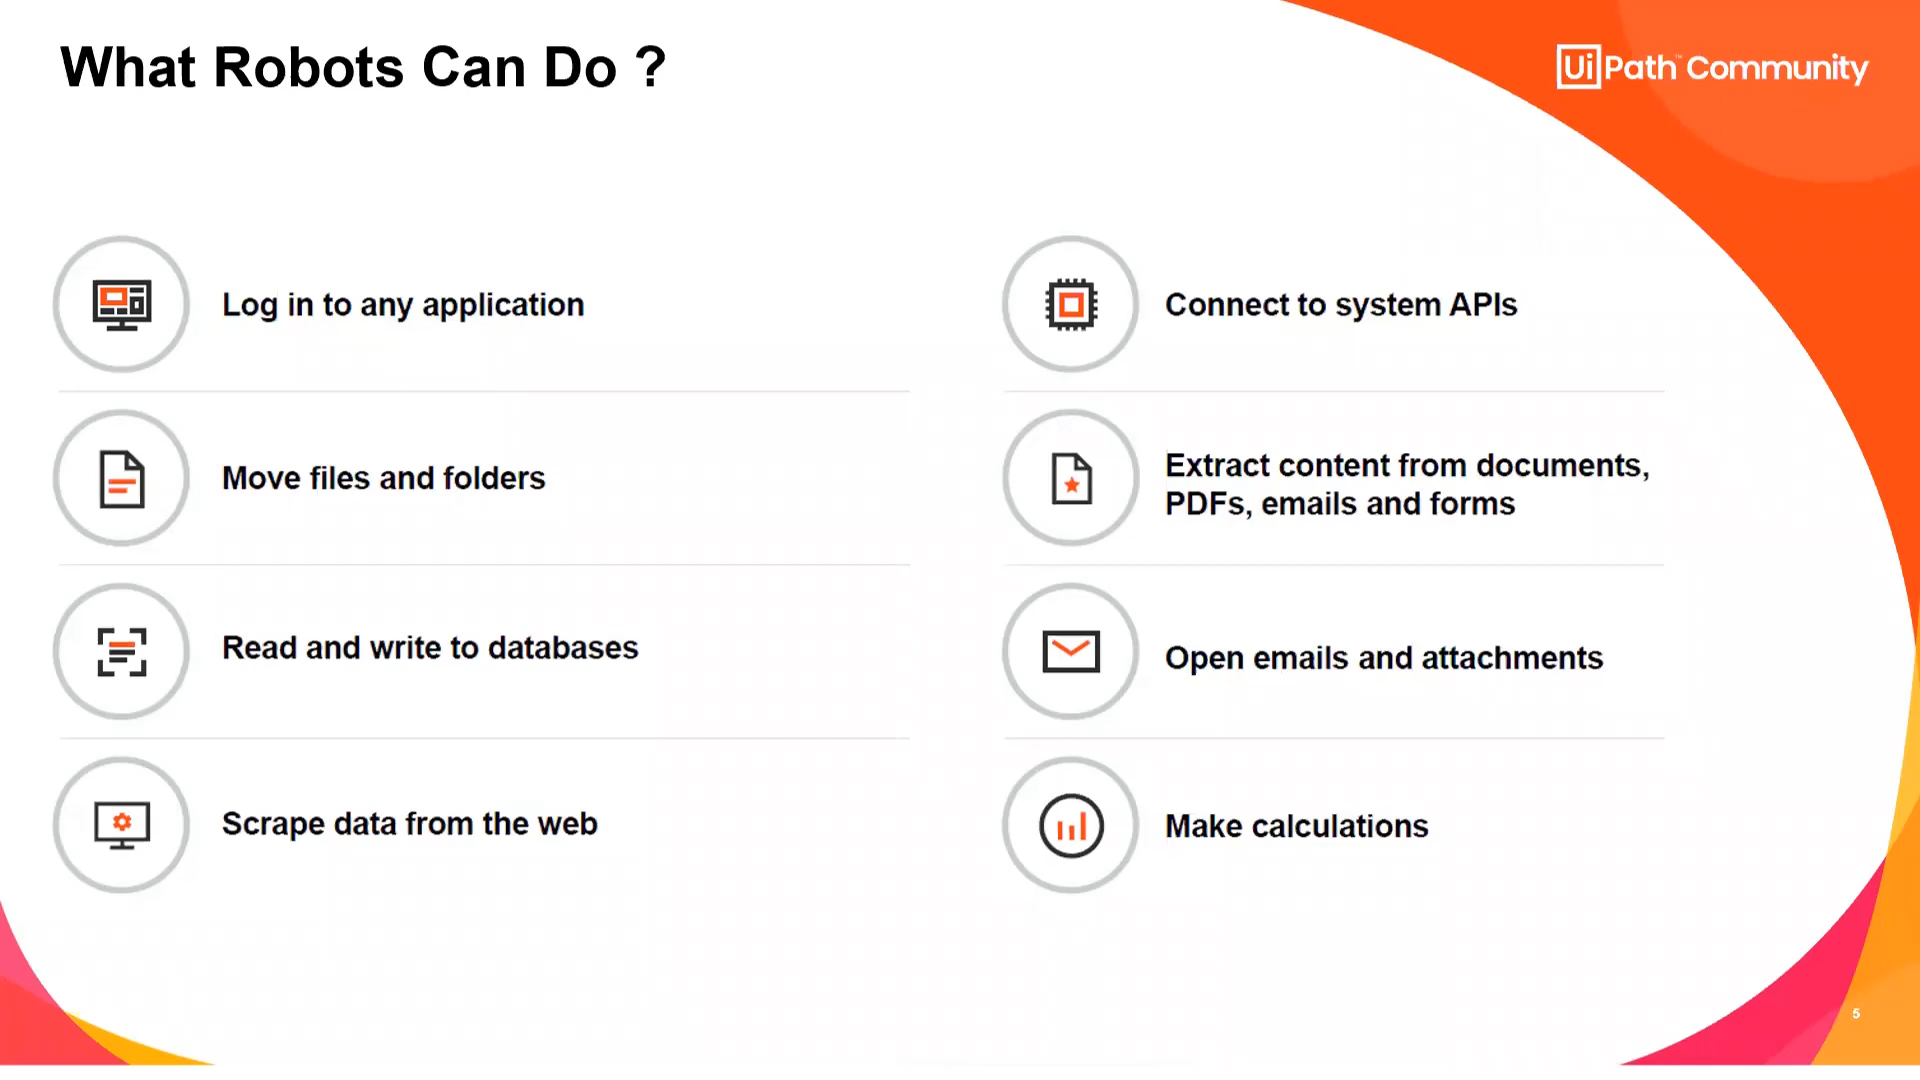 What Robots Can Do ?
UiPath™ Community
Log in to any application
Connect to system APIs
Move files and folders
Extract content from documents,
PDFs, emails and forms
Read and write to databases
Open emails and attachments
Scrape data from the web
Make calculations
5